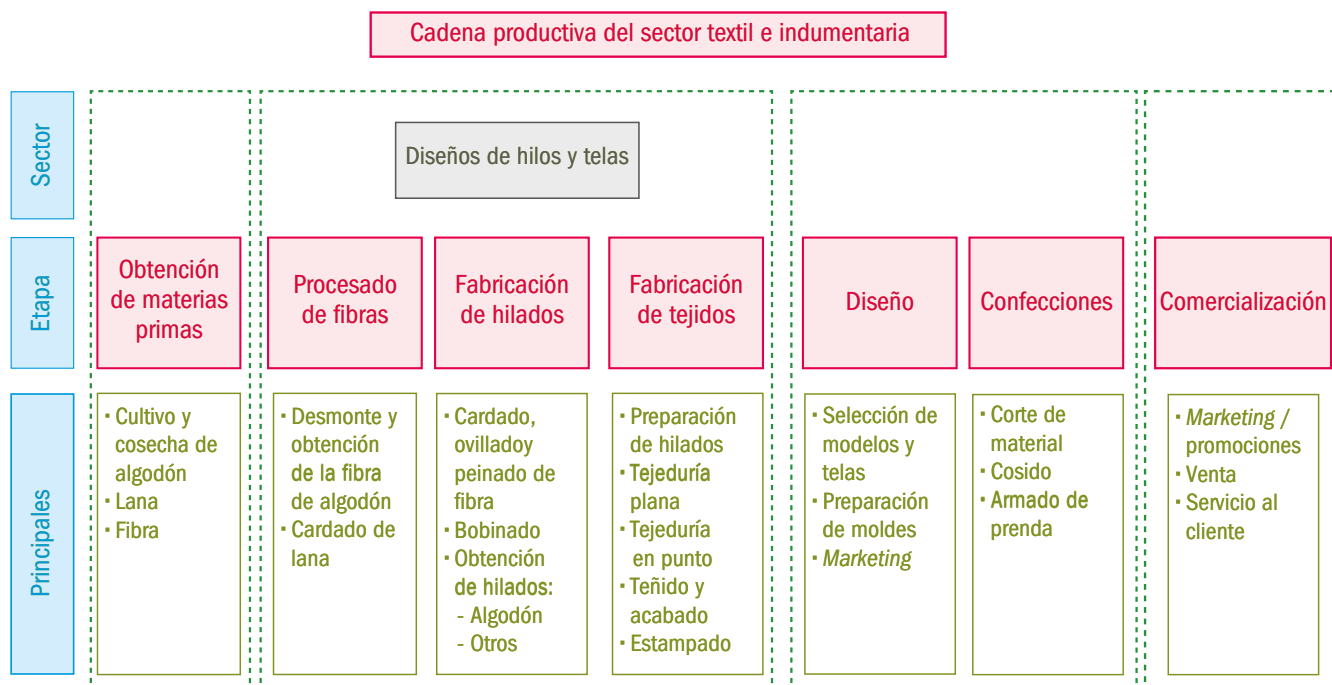 Cadena productiva del sector textil e indumentaria
Sector
Diseños de hilos y telas
Etapa
Obtención
de materias
primas
Procesado
de fibras
Fabricación
de hilados
Fabricación
de tejidos
Diseño
Confecciones
Comercialización
Principales
· Cultivo y
cosecha de
algodón
· Lana
· Fibra
· Desmonte y
obtención
de la fibra
de algodón
· Cardado de
lana
· Cardado,
ovilladoy
peinado de
fibra
· Bobinado
· Obtención
de hilados:
- Algodón
- Otros
· Preparación
de hilados
· Tejeduría
plana
· Tejeduría
en punto
· Teñido y
acabado
· Estampado
· Selección de
modelos y
telas
· Preparación
de moldes
· Marketing
· Corte de
material
· Cosido
· Armado de
prenda
· Marketing /
promociones
· Venta
· Servicio al
cliente